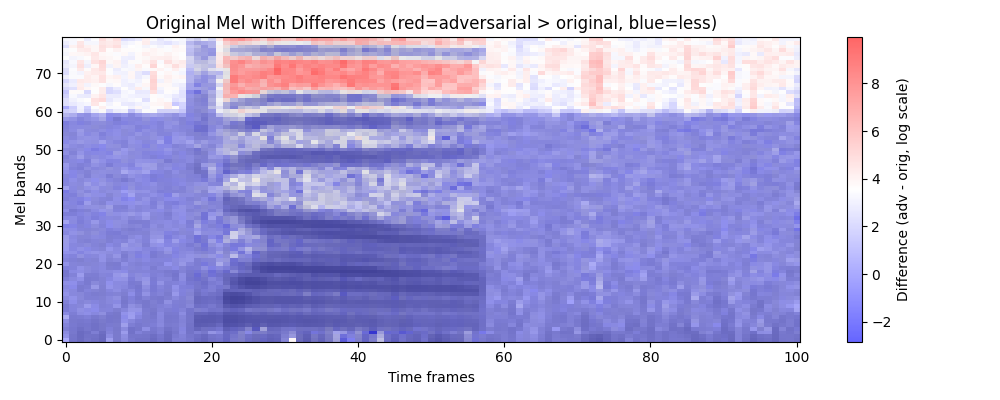 Original Mel with Differences (red=adversarial > original, blue=less)
70
60
50
40
30
20
10
0
Mel bands
0 20 40 60 80 100
Time frames
8
6
4
2
0
−2
Difference (adv - orig, log scale)